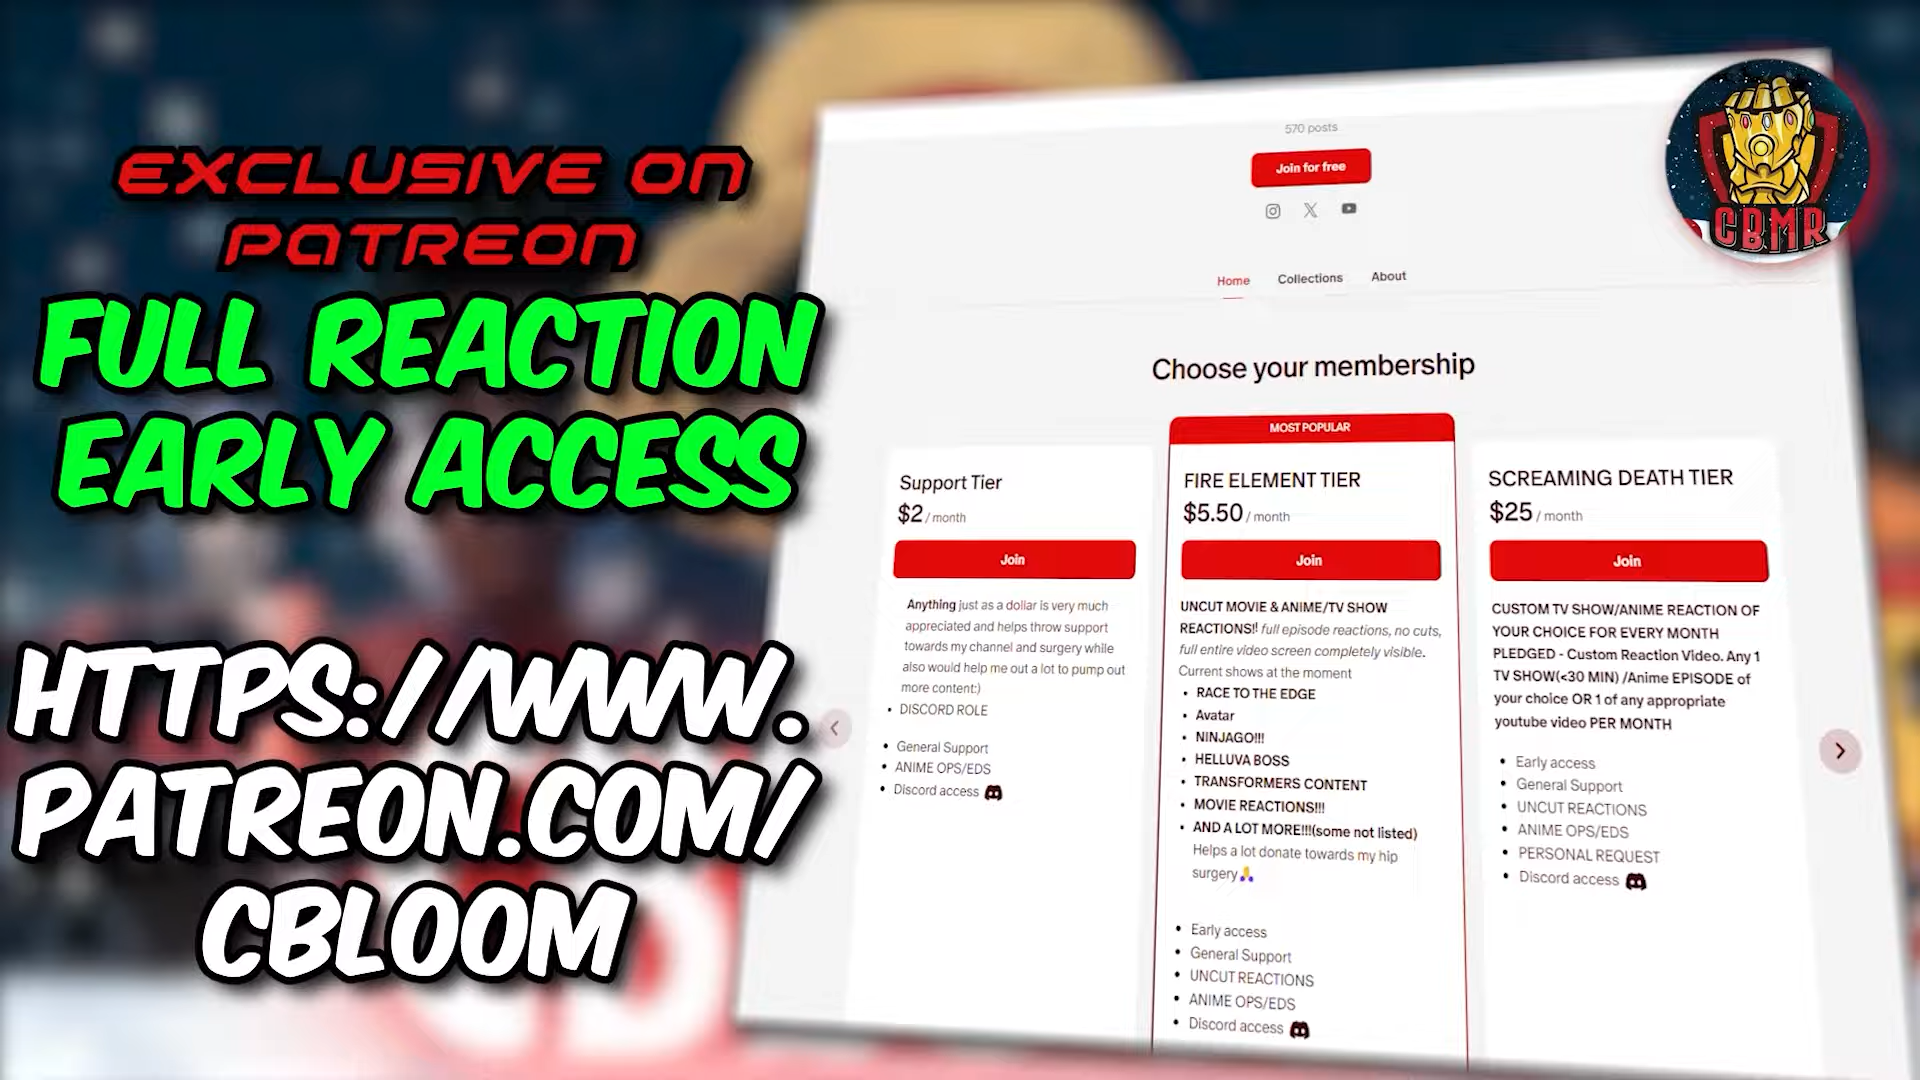 EXCLUSIVE ON
PATREON
FULL REACTION
EARLY ACCESS
HTTPS://WWW.
PATREON.COM/
CBLOOM
CBMR
570 posts
Join for free
Home Collections About
Choose your membership
Support Tier
$2 / month
Join
Anything just as a dollar is very much
appreciated and helps throw support
towards my channel and surgery while
also would help me out a lot to pump out
more content:)
• DISCORD ROLE
• General Support
• ANIME OPS/EDS
• Discord access
MOST POPULAR
FIRE ELEMENT TIER
$5.50 / month
Join
UNCUT MOVIE & ANIME/TV SHOW
REACTIONS!! full episode reactions, no cuts,
full entire video screen completely visible.
Current shows at the moment
• RACE TO THE EDGE
• Avatar
• NINJAGO!!!
• HELLUVA BOSS
• TRANSFORMERS CONTENT
• MOVIE REACTIONS!!!
• AND A LOT MORE!!!(some not listed)
Helps a lot donate towards my hip
surgery🙏
• Early access
• General Support
• UNCUT REACTIONS
• ANIME OPS/EDS
• Discord access
SCREAMING DEATH TIER
$25 / month
Join
CUSTOM TV SHOW/ANIME REACTION OF
YOUR CHOICE FOR EVERY MONTH
PLEDGED - Custom Reaction Video. Any 1
TV SHOW(<30 MIN) /Anime EPISODE of
your choice OR 1 of any appropriate
youtube video PER MONTH
• Early access
• General Support
• UNCUT REACTIONS
• ANIME OPS/EDS
• PERSONAL REQUEST
• Discord access